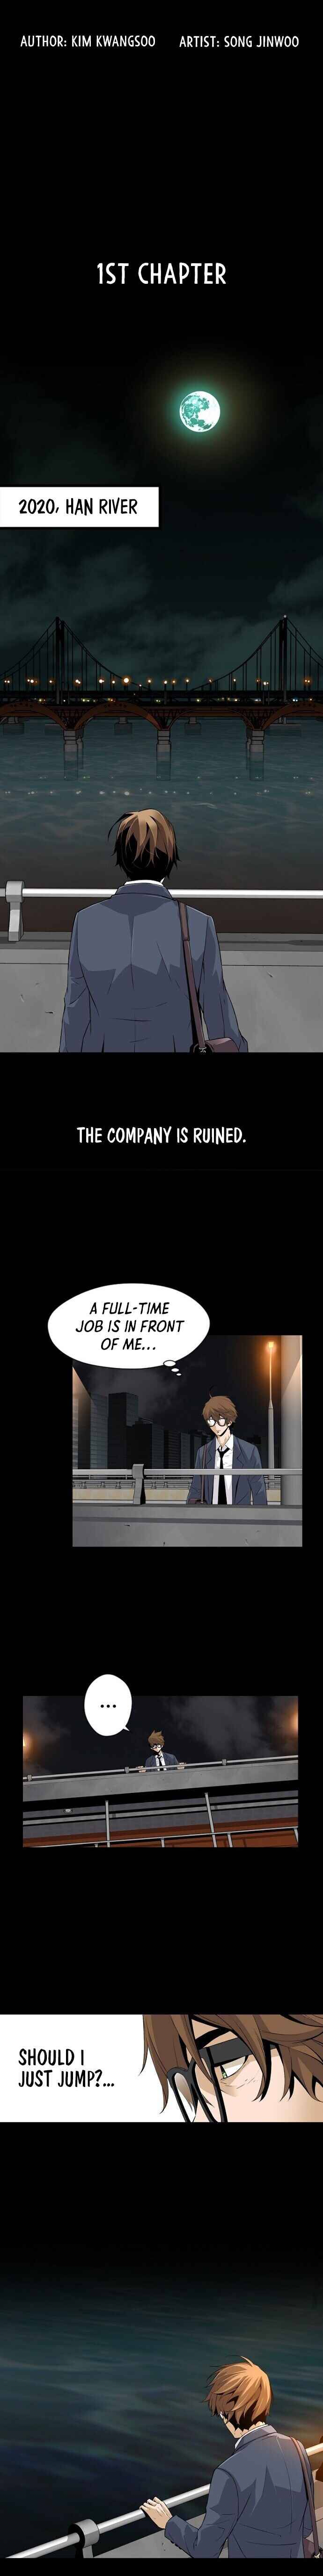 AUTHOR: KIM KWANGSOO ARTIST: SONG JINWOO
1ST CHAPTER
2020, HAN RIVER
THE COMPANY IS RUINED.
A FULL-TIME
JOB IS IN FRONT
OF ME...
...
SHOULD I
JUST JUMP?...